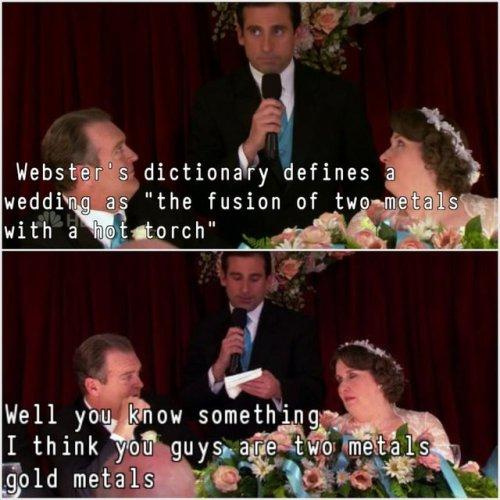 Webster's dictionary defines a
wedding as "the fusion of two metals
with a hot torch"
Well you know something
I think you guys are two metals
gold metals